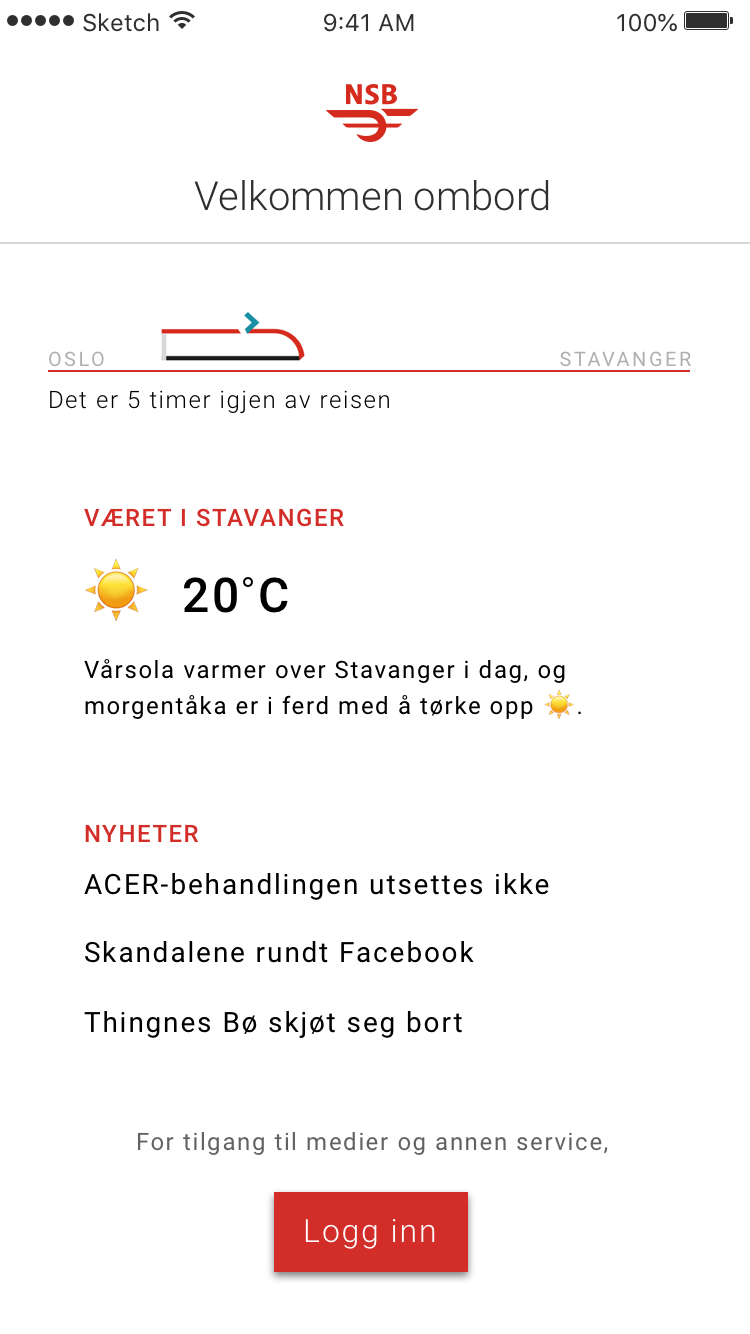 Sketch 9:41 AM 100%
NSB
Velkommen ombord
OSLO STAVANGER
Det er 5 timer igjen av reisen
VÆRET I STAVANGER
20°C
Vårsola varmer over Stavanger i dag, og
morgentåka er i ferd med å tørke opp ☀️.
NYHETER
ACER-behandlingen utsettes ikke
Skandalene rundt Facebook
Thingnes Bø skjøt seg bort
For tilgang til medier og annen service,
Logg inn